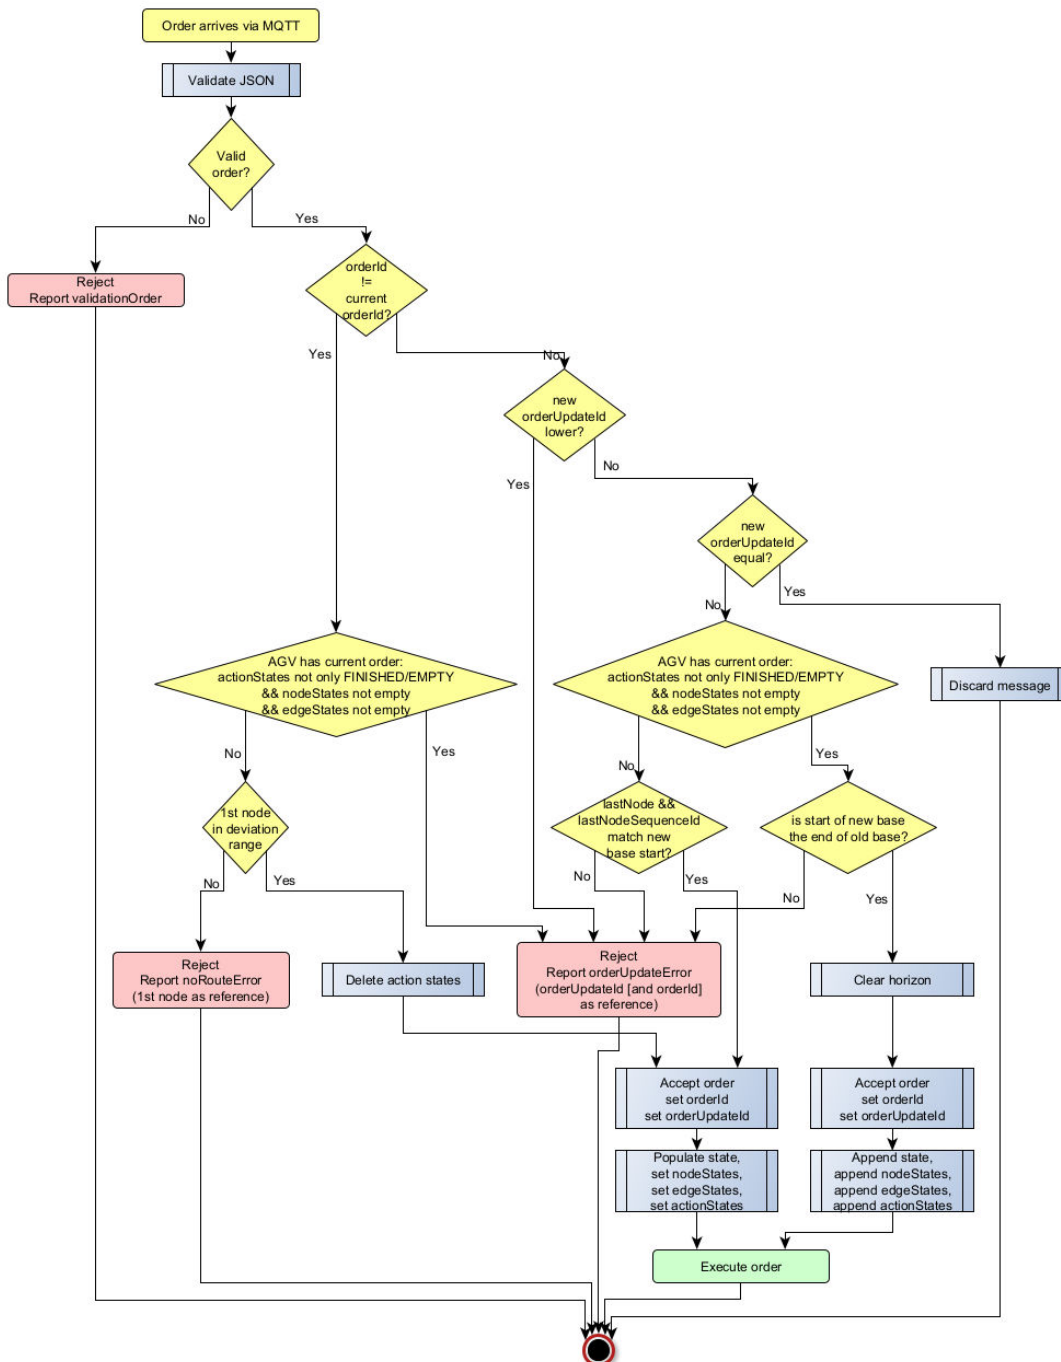 Order arrives via MQTT
Validate JSON
Valid
order?
No
Yes
Reject
Report validationOrder
orderId
!=
current
orderId?
Yes
No
new
orderUpdateId
lower?
Yes
No
new
orderUpdateId
equal?
No
Yes
AGV has current order:
actionStates not only FINISHED/EMPTY
&& nodeStates not empty
&& edgeStates not empty
AGV has current order:
actionStates not only FINISHED/EMPTY
&& nodeStates not empty
&& edgeStates not empty
Discard message
No
Yes
No
Yes
1st node
in deviation
range
lastNode &&
lastNodeSequenceId
match new
base start?
is start of new base
the end of old base?
No
Yes
No
Yes
No
Yes
Reject
Report noRouteError
(1st node as reference)
Delete action states
Reject
Report orderUpdateError
(orderUpdateId [and orderId]
as reference)
Clear horizon
Accept order
set orderId
set orderUpdateId
Accept order
set orderId
set orderUpdateId
Populate state,
set nodeStates,
set edgeStates,
set actionStates
Append state,
append nodeStates,
append edgeStates,
append actionStates
Execute order